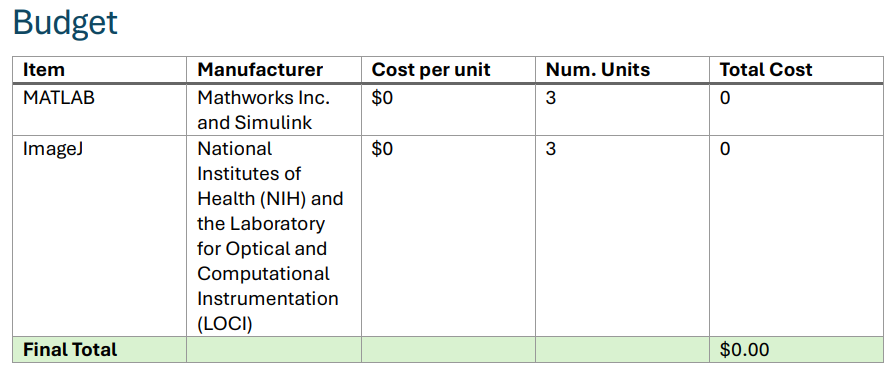 Budget
Item Manufacturer Cost per unit Num. Units Total Cost
MATLAB Mathworks Inc. $0 3 0
and Simulink
ImageJ National $0 3 0
Institutes of
Health (NIH) and
the Laboratory
for Optical and
Computational
Instrumentation
(LOCI)
Final Total $0.00